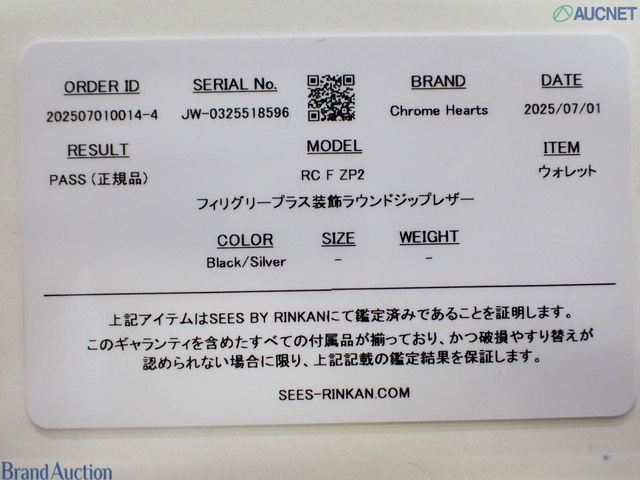 AUCNET
ORDER ID SERIAL No. BRAND DATE
202507010014-4 JW-0325518596 Chrome Hearts 2025/07/01
RESULT MODEL ITEM
PASS (正規品) RC F ZP2 ウォレット
フィリグリープラス装飾ラウンドジップレザー
COLOR SIZE WEIGHT
Black/Silver - -
上記アイテムはSEES BY RINKANにて鑑定済みであることを証明します。
このギャランティを含めたすべての付属品が揃っており、かつ破損やすり替えが
認められない場合に限り、上記記載の鑑定結果を保証します。
SEES-RINKAN.COM
Brand Auction